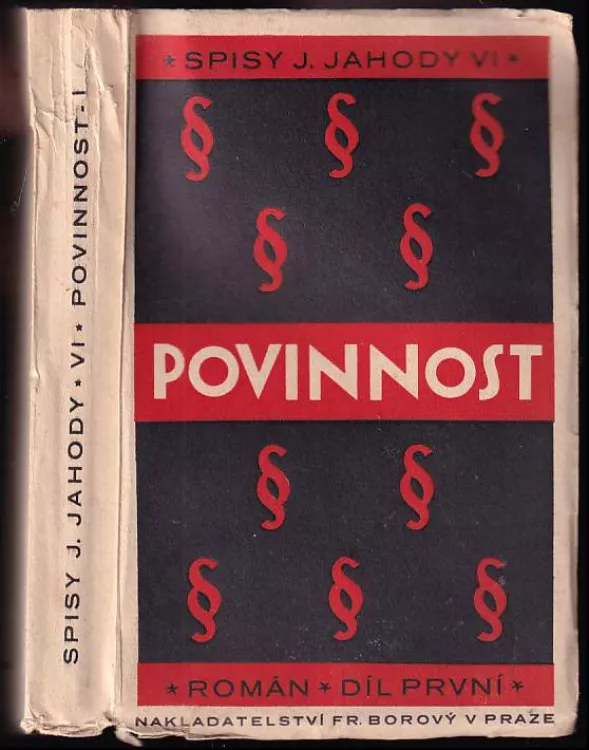 SPISY J. JAHODY * VI * POVINNOST - I
* SPISY J. JAHODY VI *
§ § §
§ §
POVINNOST
§ §
§ § §
* ROMÁN * DÍL PRVNÍ *
NAKLADATELSTVÍ FR. BOROVÝ V PRAZE